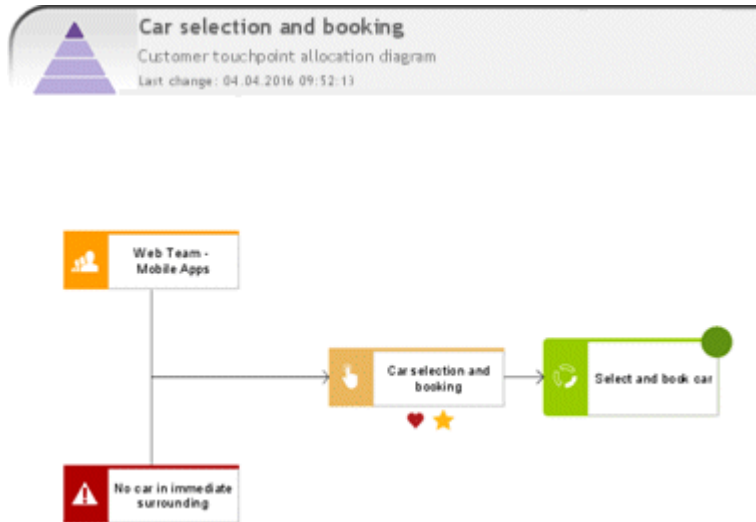 Car selection and booking
Customer touchpoint allocation diagram
Last change: 04.04.2016 09:52:13
Web Team -
Mobile Apps
Car selection and
booking
Select and book car
No car in immediate
surrounding